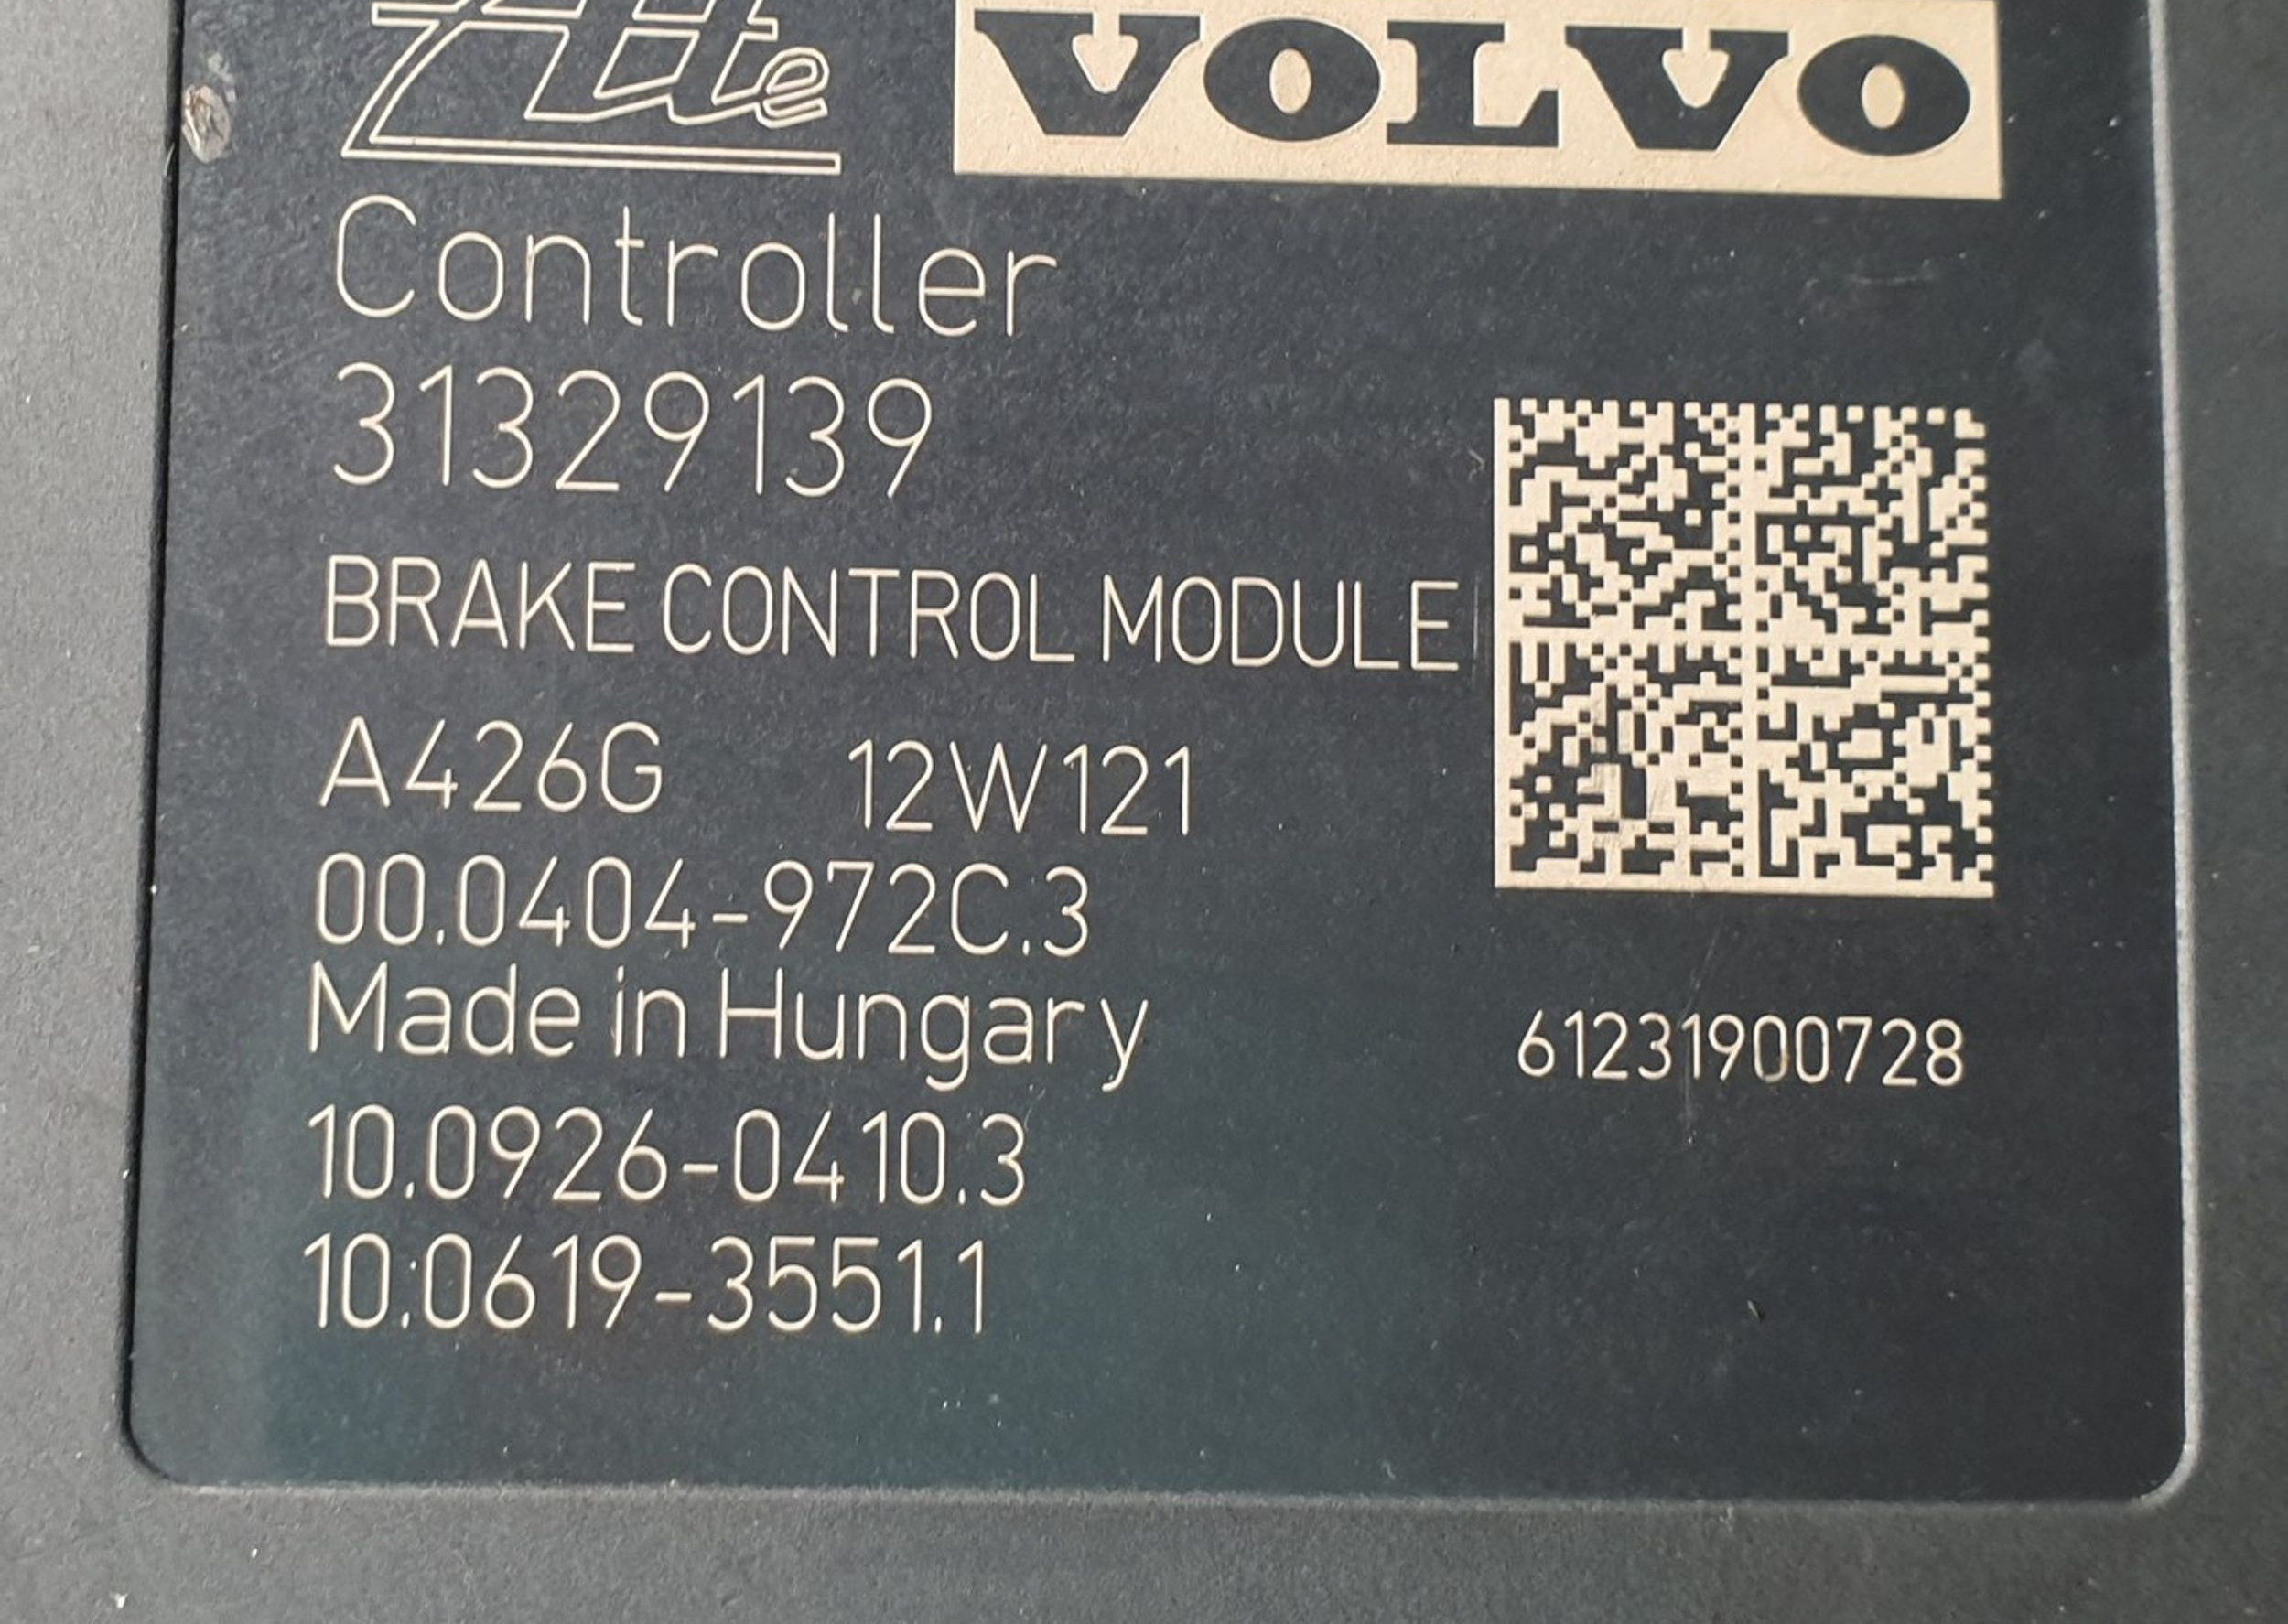 Ate VOLVO
Controller
31329139
BRAKE CONTROL MODULE
A426G 12W121
00.0404-972C.3
Made in Hungary
61231900728
10.0926-0410.3
10.0619-3551.1